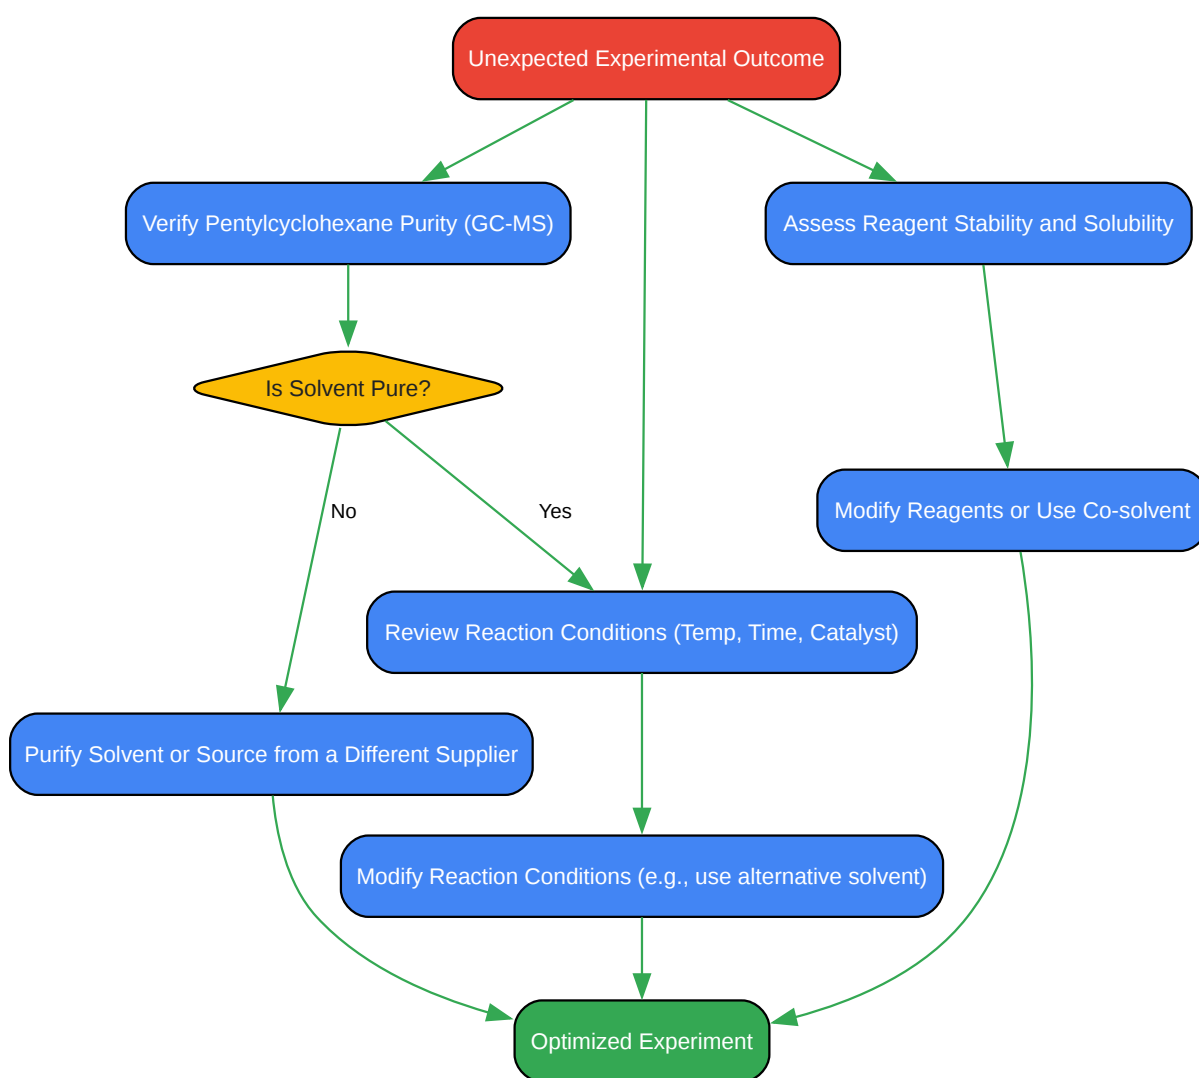 Unexpected Experimental Outcome
Verify Pentylcyclohexane Purity (GC-MS)
Assess Reagent Stability and Solubility
Is Solvent Pure?
No
Yes
Modify Reagents or Use Co-solvent
Review Reaction Conditions (Temp, Time, Catalyst)
Purify Solvent or Source from a Different Supplier
Modify Reaction Conditions (e.g., use alternative solvent)
Optimized Experiment